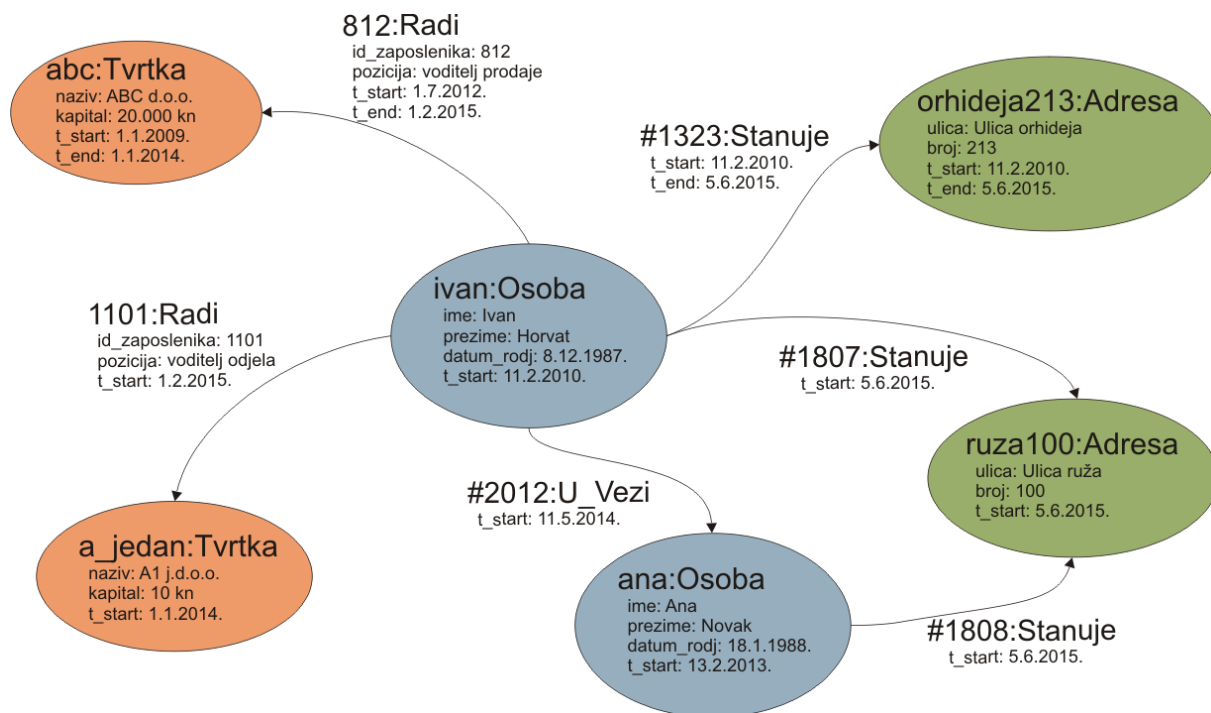 812:Radi
id_zaposlenika: 812
pozicija: voditelj prodaje
t_start: 1.7.2012.
t_end: 1.2.2015.
abc:Tvrtka
naziv: ABC d.o.o.
kapital: 20.000 kn
t_start: 1.1.2009.
t_end: 1.1.2014.
orhideja213:Adresa
ulica: Ulica orhideja
broj: 213
t_start: 11.2.2010.
t_end: 5.6.2015.
#1323:Stanuje
t_start: 11.2.2010.
t_end: 5.6.2015.
ivan:Osoba
ime: Ivan
prezime: Horvat
datum_rodj: 8.12.1987.
t_start: 11.2.2010.
1101:Radi
id_zaposlenika: 1101
pozicija: voditelj odjela
t_start: 1.2.2015.
#1807:Stanuje
t_start: 5.6.2015.
ruza100:Adresa
ulica: Ulica ruža
broj: 100
t_start: 5.6.2015.
#2012:U_Vezi
t_start: 11.5.2014.
a_jedan:Tvrtka
naziv: A1 j.d.o.o.
kapital: 10 kn
t_start: 1.1.2014.
ana:Osoba
ime: Ana
prezime: Novak
datum_rodj: 18.1.1988.
t_start: 13.2.2013.
#1808:Stanuje
t_start: 5.6.2015.